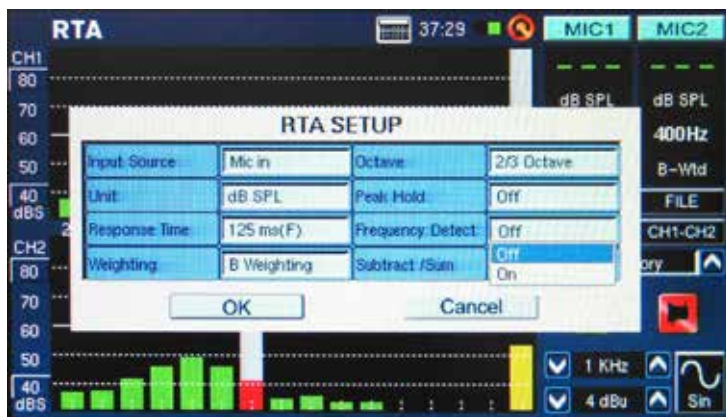 RTA 37:29 MIC1 MIC2
CH1
80
70
60
50
40
dBS
dB SPL dB SPL
400Hz
B-Wtd
FILE
CH1-CH2
ory
RTA SETUP
Input Source Mic in Octave 2/3 Octave
Unit dB SPL Peak Hold Off
Response Time 125 ms(F) Frequency Detect Off
Off
Weighting B Weighting Subtract /Sum On
OK Cancel
2
CH2
80
70
60
50
40
dBS
1 KHz
4 dBu Sin